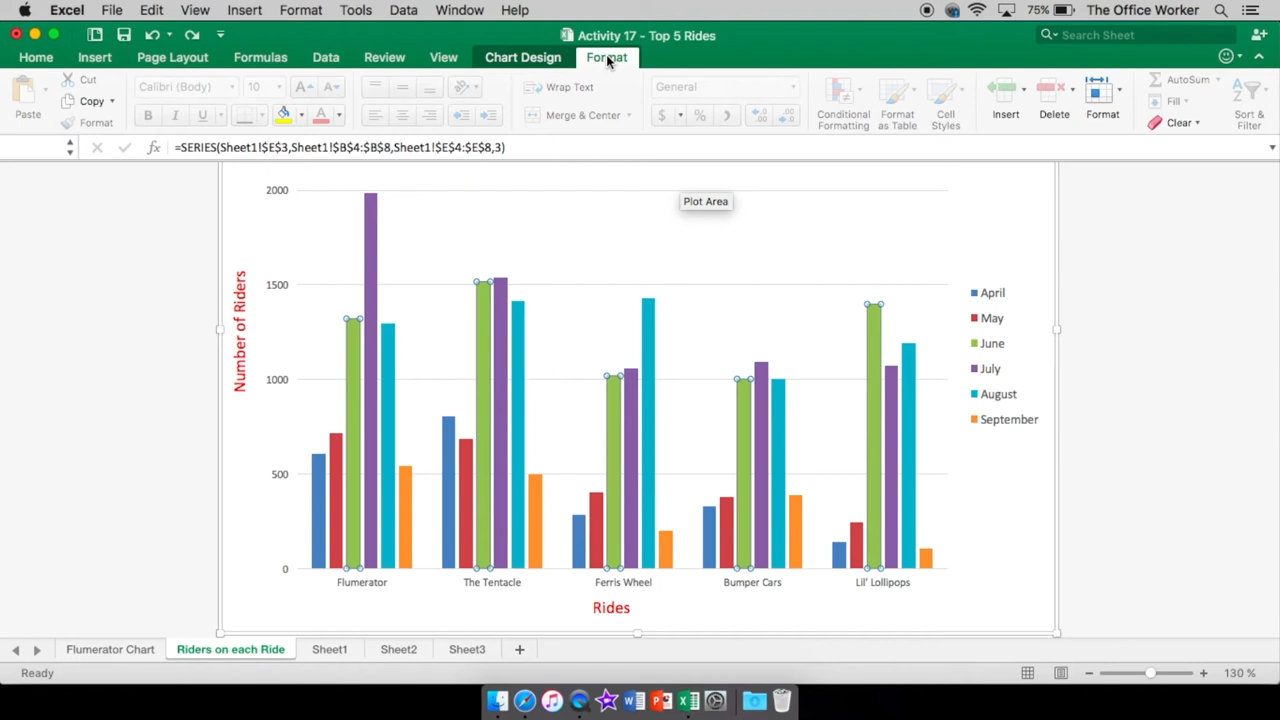 Excel File Edit View Insert Format Tools Data Window Help 75% The Office Worker
Activity 17 - Top 5 Rides Search Sheet
Home Insert Page Layout Formulas Data Review View Chart Design Format
Paste Cut Copy Format
Calibri (Body) 10 A A
B I U A
Wrap Text
Merge & Center
General
$ % )
Conditional Formatting Format as Table Cell Styles
Insert Delete Format
AutoSum
Fill
Clear
Sort & Filter
fx =SERIES(Sheet1!$E$3,Sheet1!$B$4:$B$8,Sheet1!$E$4:$E$8,3)
Plot Area
2000
1500
1000
500
0
Number of Riders
Flumerator The Tentacle Ferris Wheel Bumper Cars Lil' Lollipops
Rides
April
May
June
July
August
September
Flumerator Chart Riders on each Ride Sheet1 Sheet2 Sheet3 +
Ready 130 %